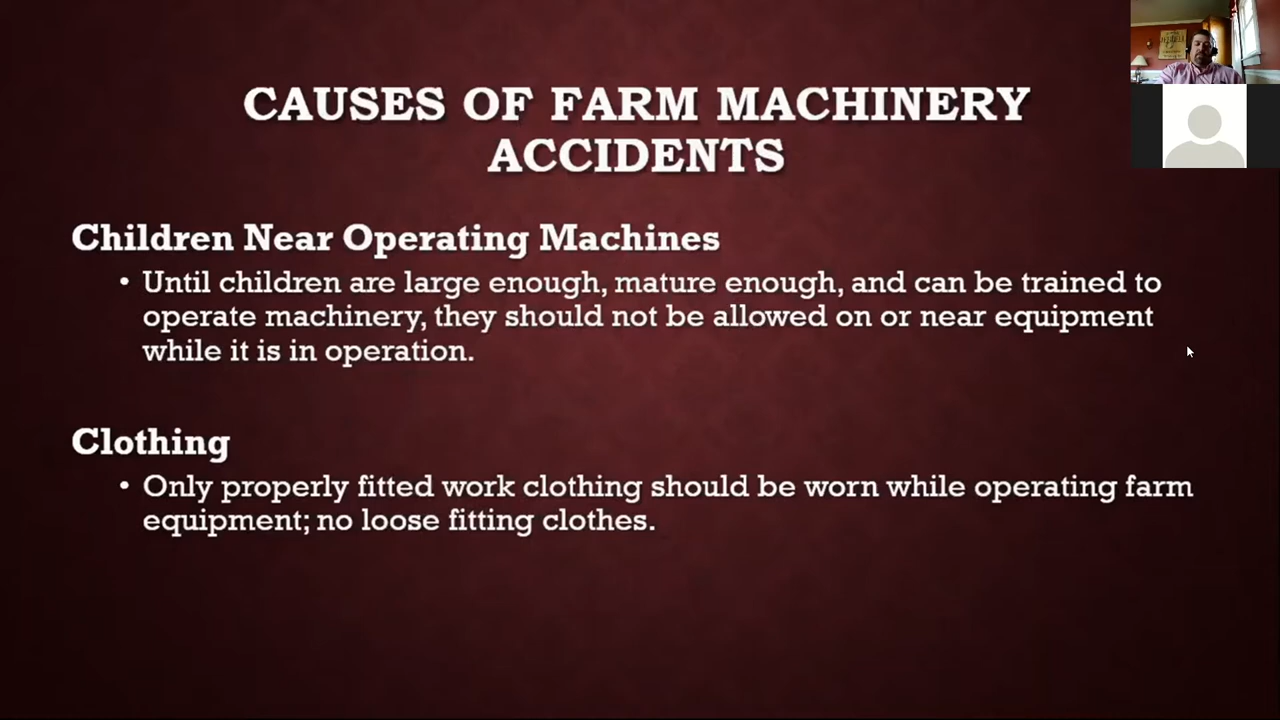 CAUSES OF FARM MACHINERY
ACCIDENTS
Children Near Operating Machines
• Until children are large enough, mature enough, and can be trained to
operate machinery, they should not be allowed on or near equipment
while it is in operation.
Clothing
• Only properly fitted work clothing should be worn while operating farm
equipment; no loose fitting clothes.